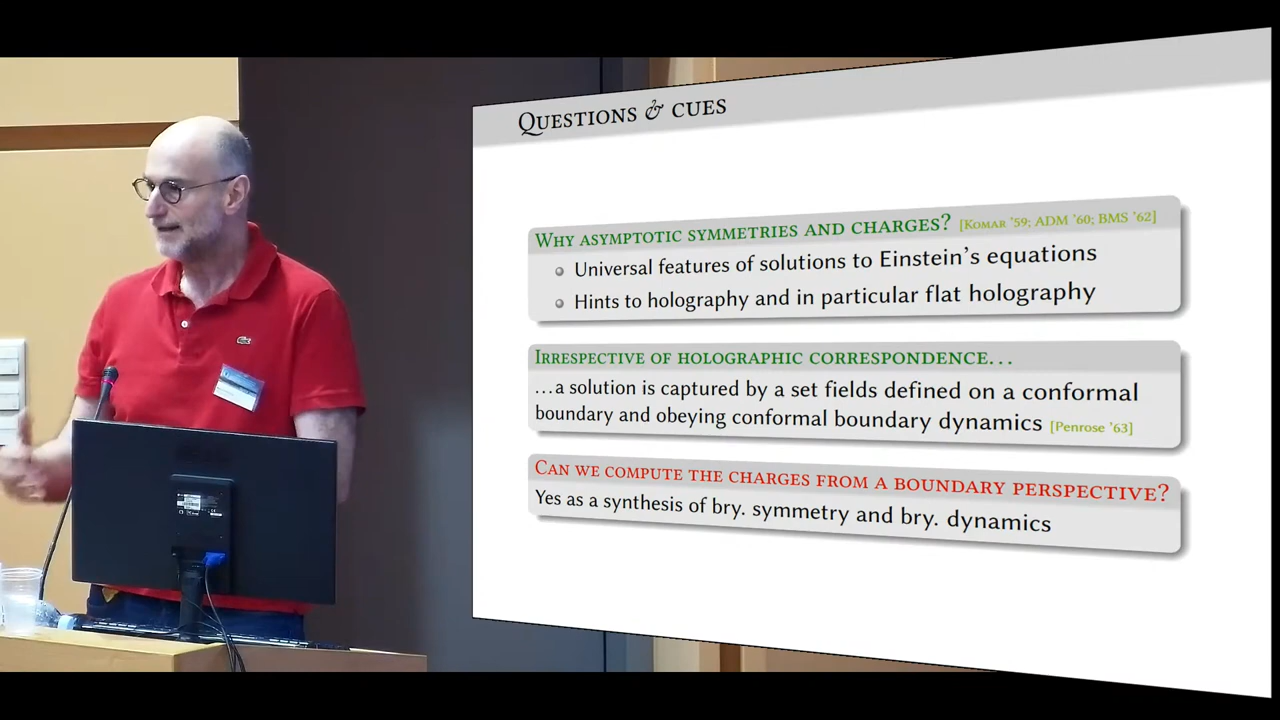 Questions & cues
Why asymptotic symmetries and charges? [Komar '59; ADM '60; BMS '62]
Universal features of solutions to Einstein's equations
Hints to holography and in particular flat holography
Irrespective of holographic correspondence...
...a solution is captured by a set fields defined on a conformal
boundary and obeying conformal boundary dynamics [Penrose '63]
Can we compute the charges from a boundary perspective?
Yes as a synthesis of bry. symmetry and bry. dynamics